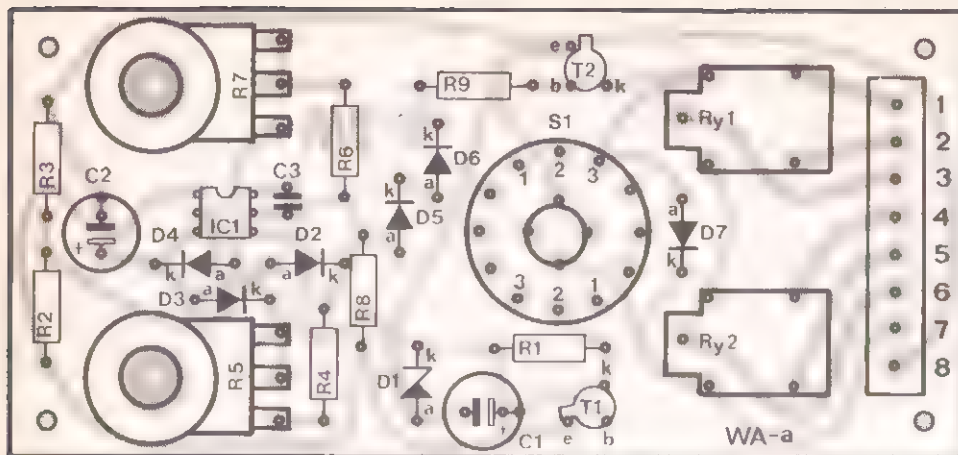 R7
e
T2
b
k
R9
R3
R6
k
D6
a
S1
1
2
3
Ry1
1
2
3
4
5
6
7
8
C2
+
IC1
C3
k
D5
a
D4
k
a
D2
a
k
D3
a
k
R8
a
D7
k
3
2
1
R2
R5
R4
R1
k
D1
a
C1
+
k
T1
e
b
Ry2
WA-a